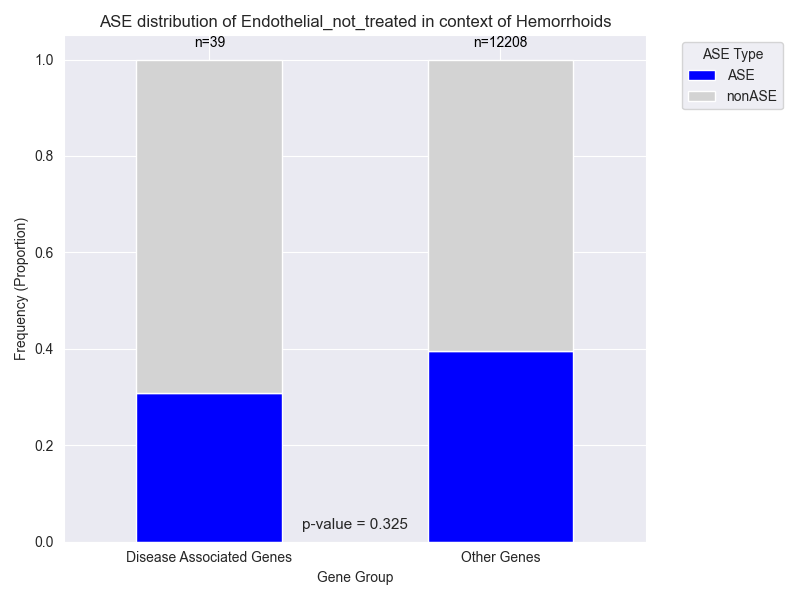 ASE distribution of Endothelial_not_treated in context of Hemorrhoids
n=39
n=12208
ASE Type
ASE
nonASE
1.0
0.8
0.6
0.4
0.2
0.0
Frequency (Proportion)
p-value = 0.325
Disease Associated Genes
Other Genes
Gene Group